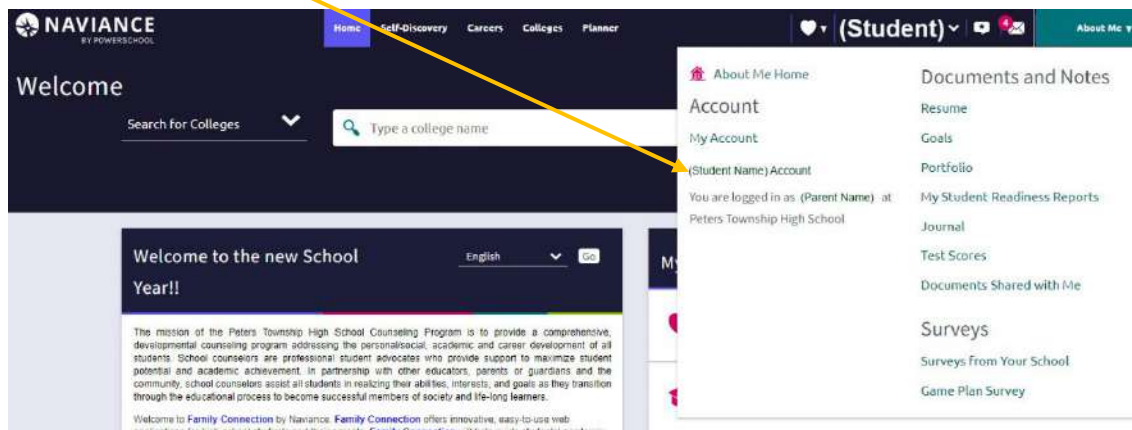 NAVIANCE
BY POWERSCHOOL
Home Self-Discovery Careers Colleges Planner
(Student)
4
About Me
Welcome
Search for Colleges
Type a college name
About Me Home
Account
My Account
(Student Name) Account
You are logged in as (Parent Name) at
Peters Township High School
Documents and Notes
Resume
Goals
Portfolio
My Student Readiness Reports
Journal
Test Scores
Documents Shared with Me
Surveys
Surveys from Your School
Game Plan Survey
Welcome to the new School
Year!!
English
Go
My
The mission of the Peters Township High School Counseling Program is to provide a comprehensive,
developmental counseling program addressing the personal/social, academic and career development of all
students. School counselors are professional student advocates who provide support to maximize student
potential and academic achievement. In partnership with other educators, parents or guardians and the
community, school counselors assist all students in realizing their abilities, interests, and goals as they transition
through the educational process to become successful members of society and life-long learners.
Welcome to Family Connection by Naviance. Family Connection offers innovative, easy-to-use web